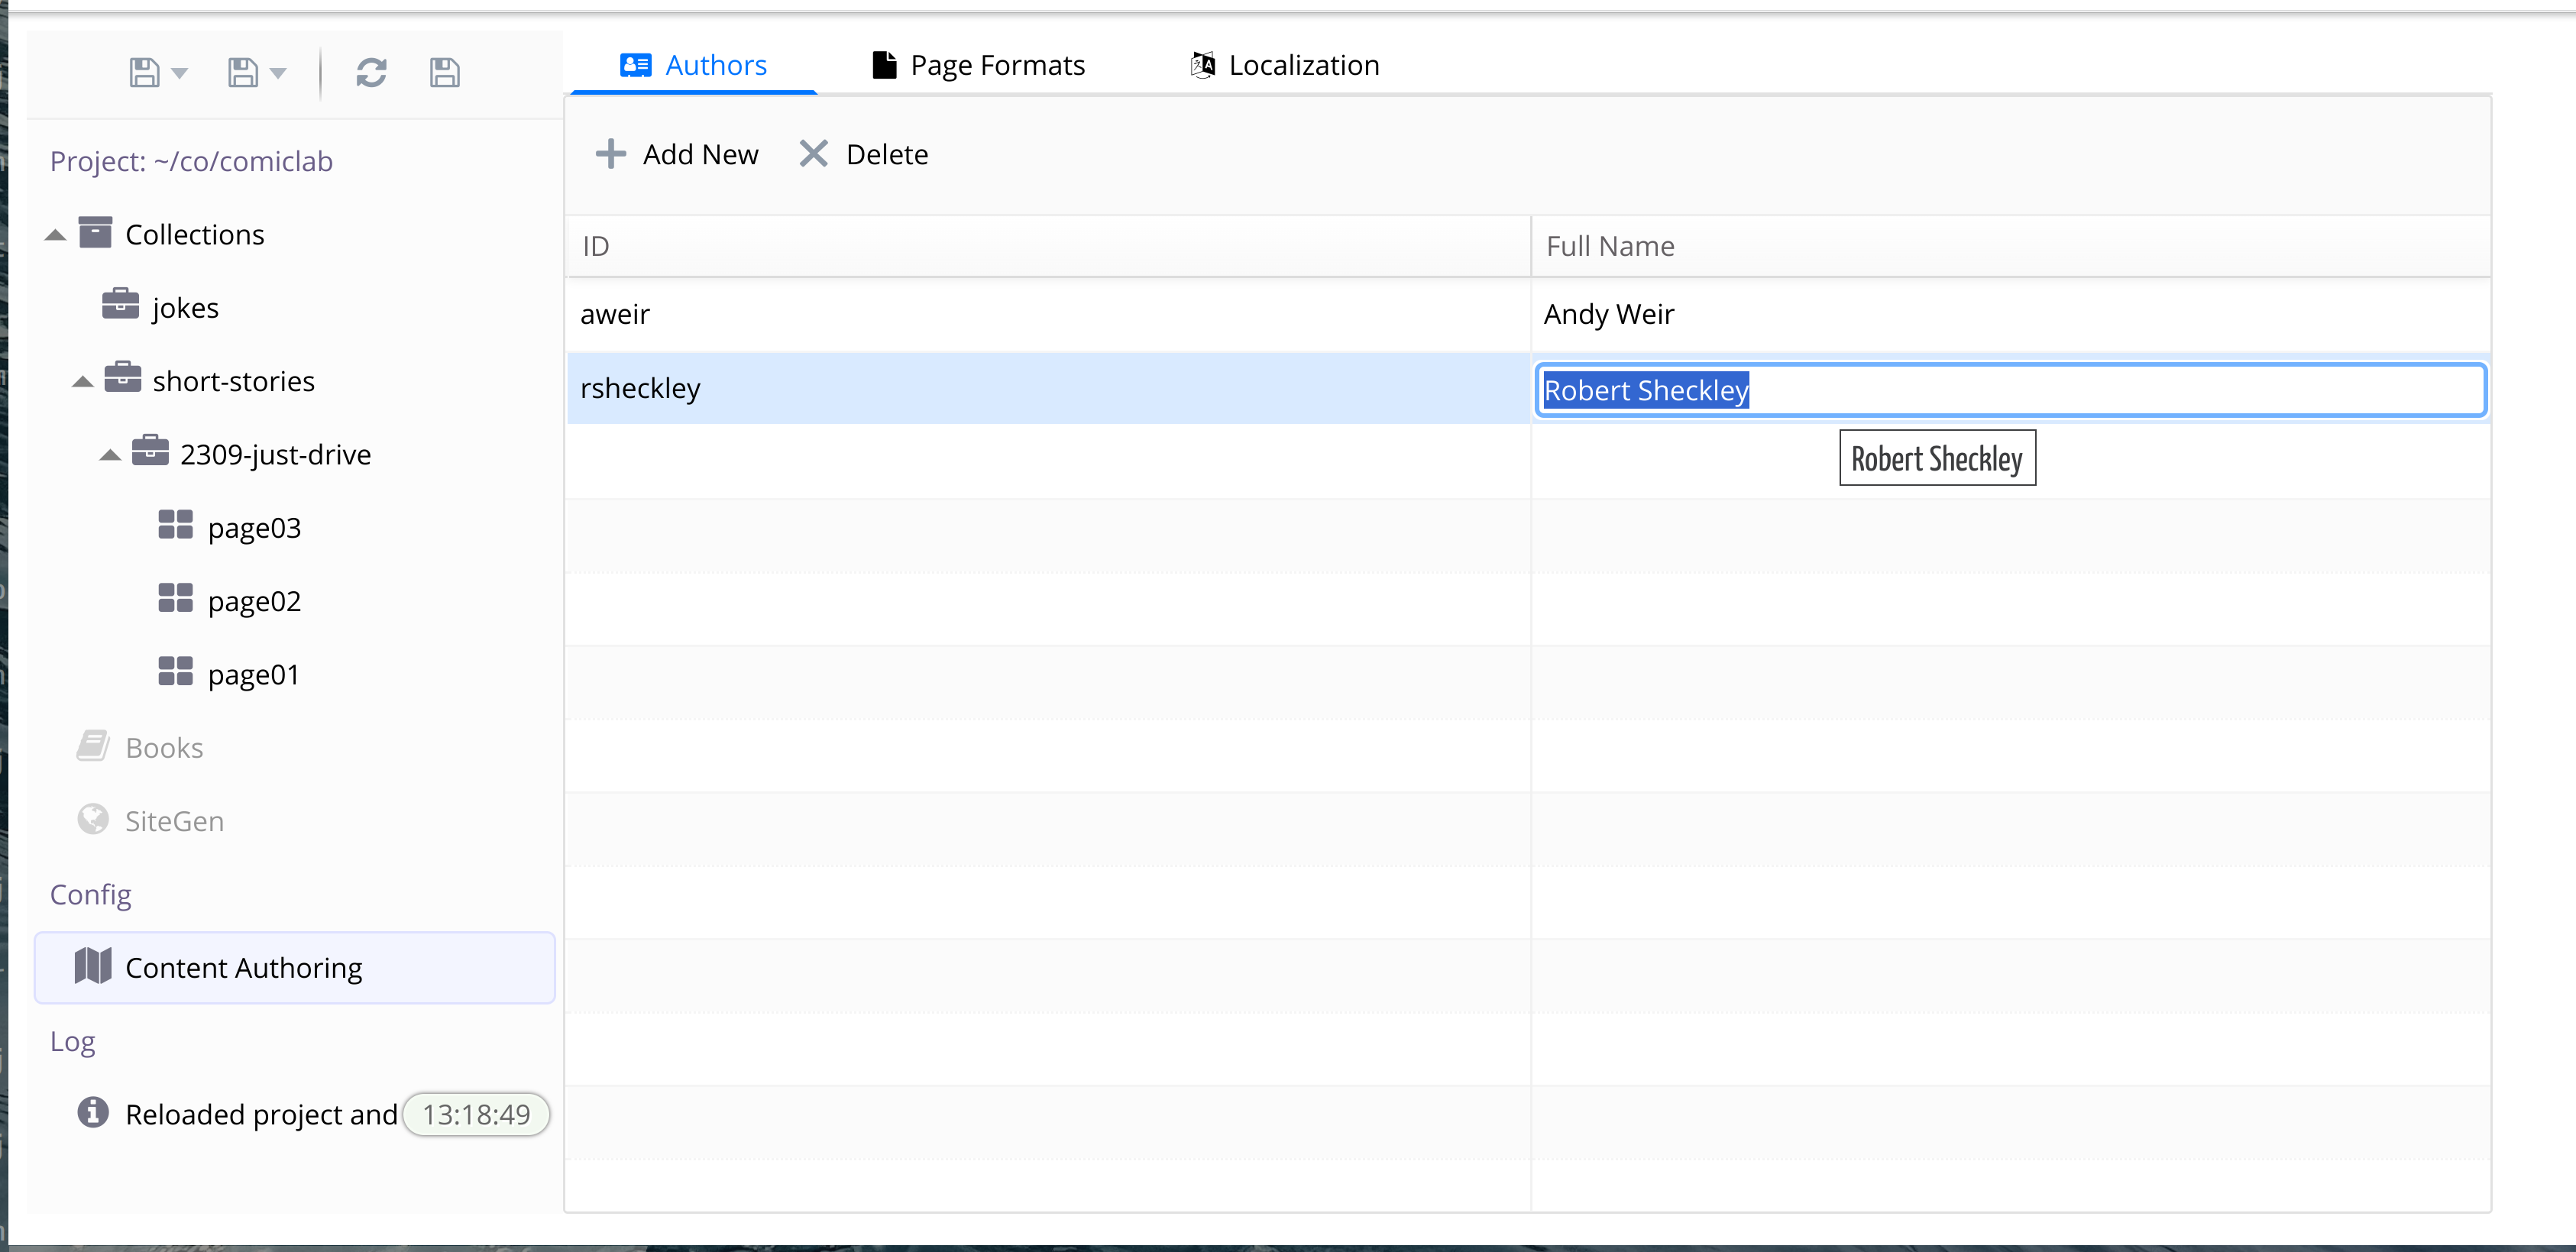 Authors
Page Formats
Localization
Project: ~/co/comiclab
Collections
jokes
short-stories
2309-just-drive
page03
page02
page01
Books
SiteGen
Config
Content Authoring
Log
Reloaded project and 13:18:49
Add New
Delete
ID Full Name
aweir Andy Weir
rsheckley Robert Sheckley
Robert Sheckley